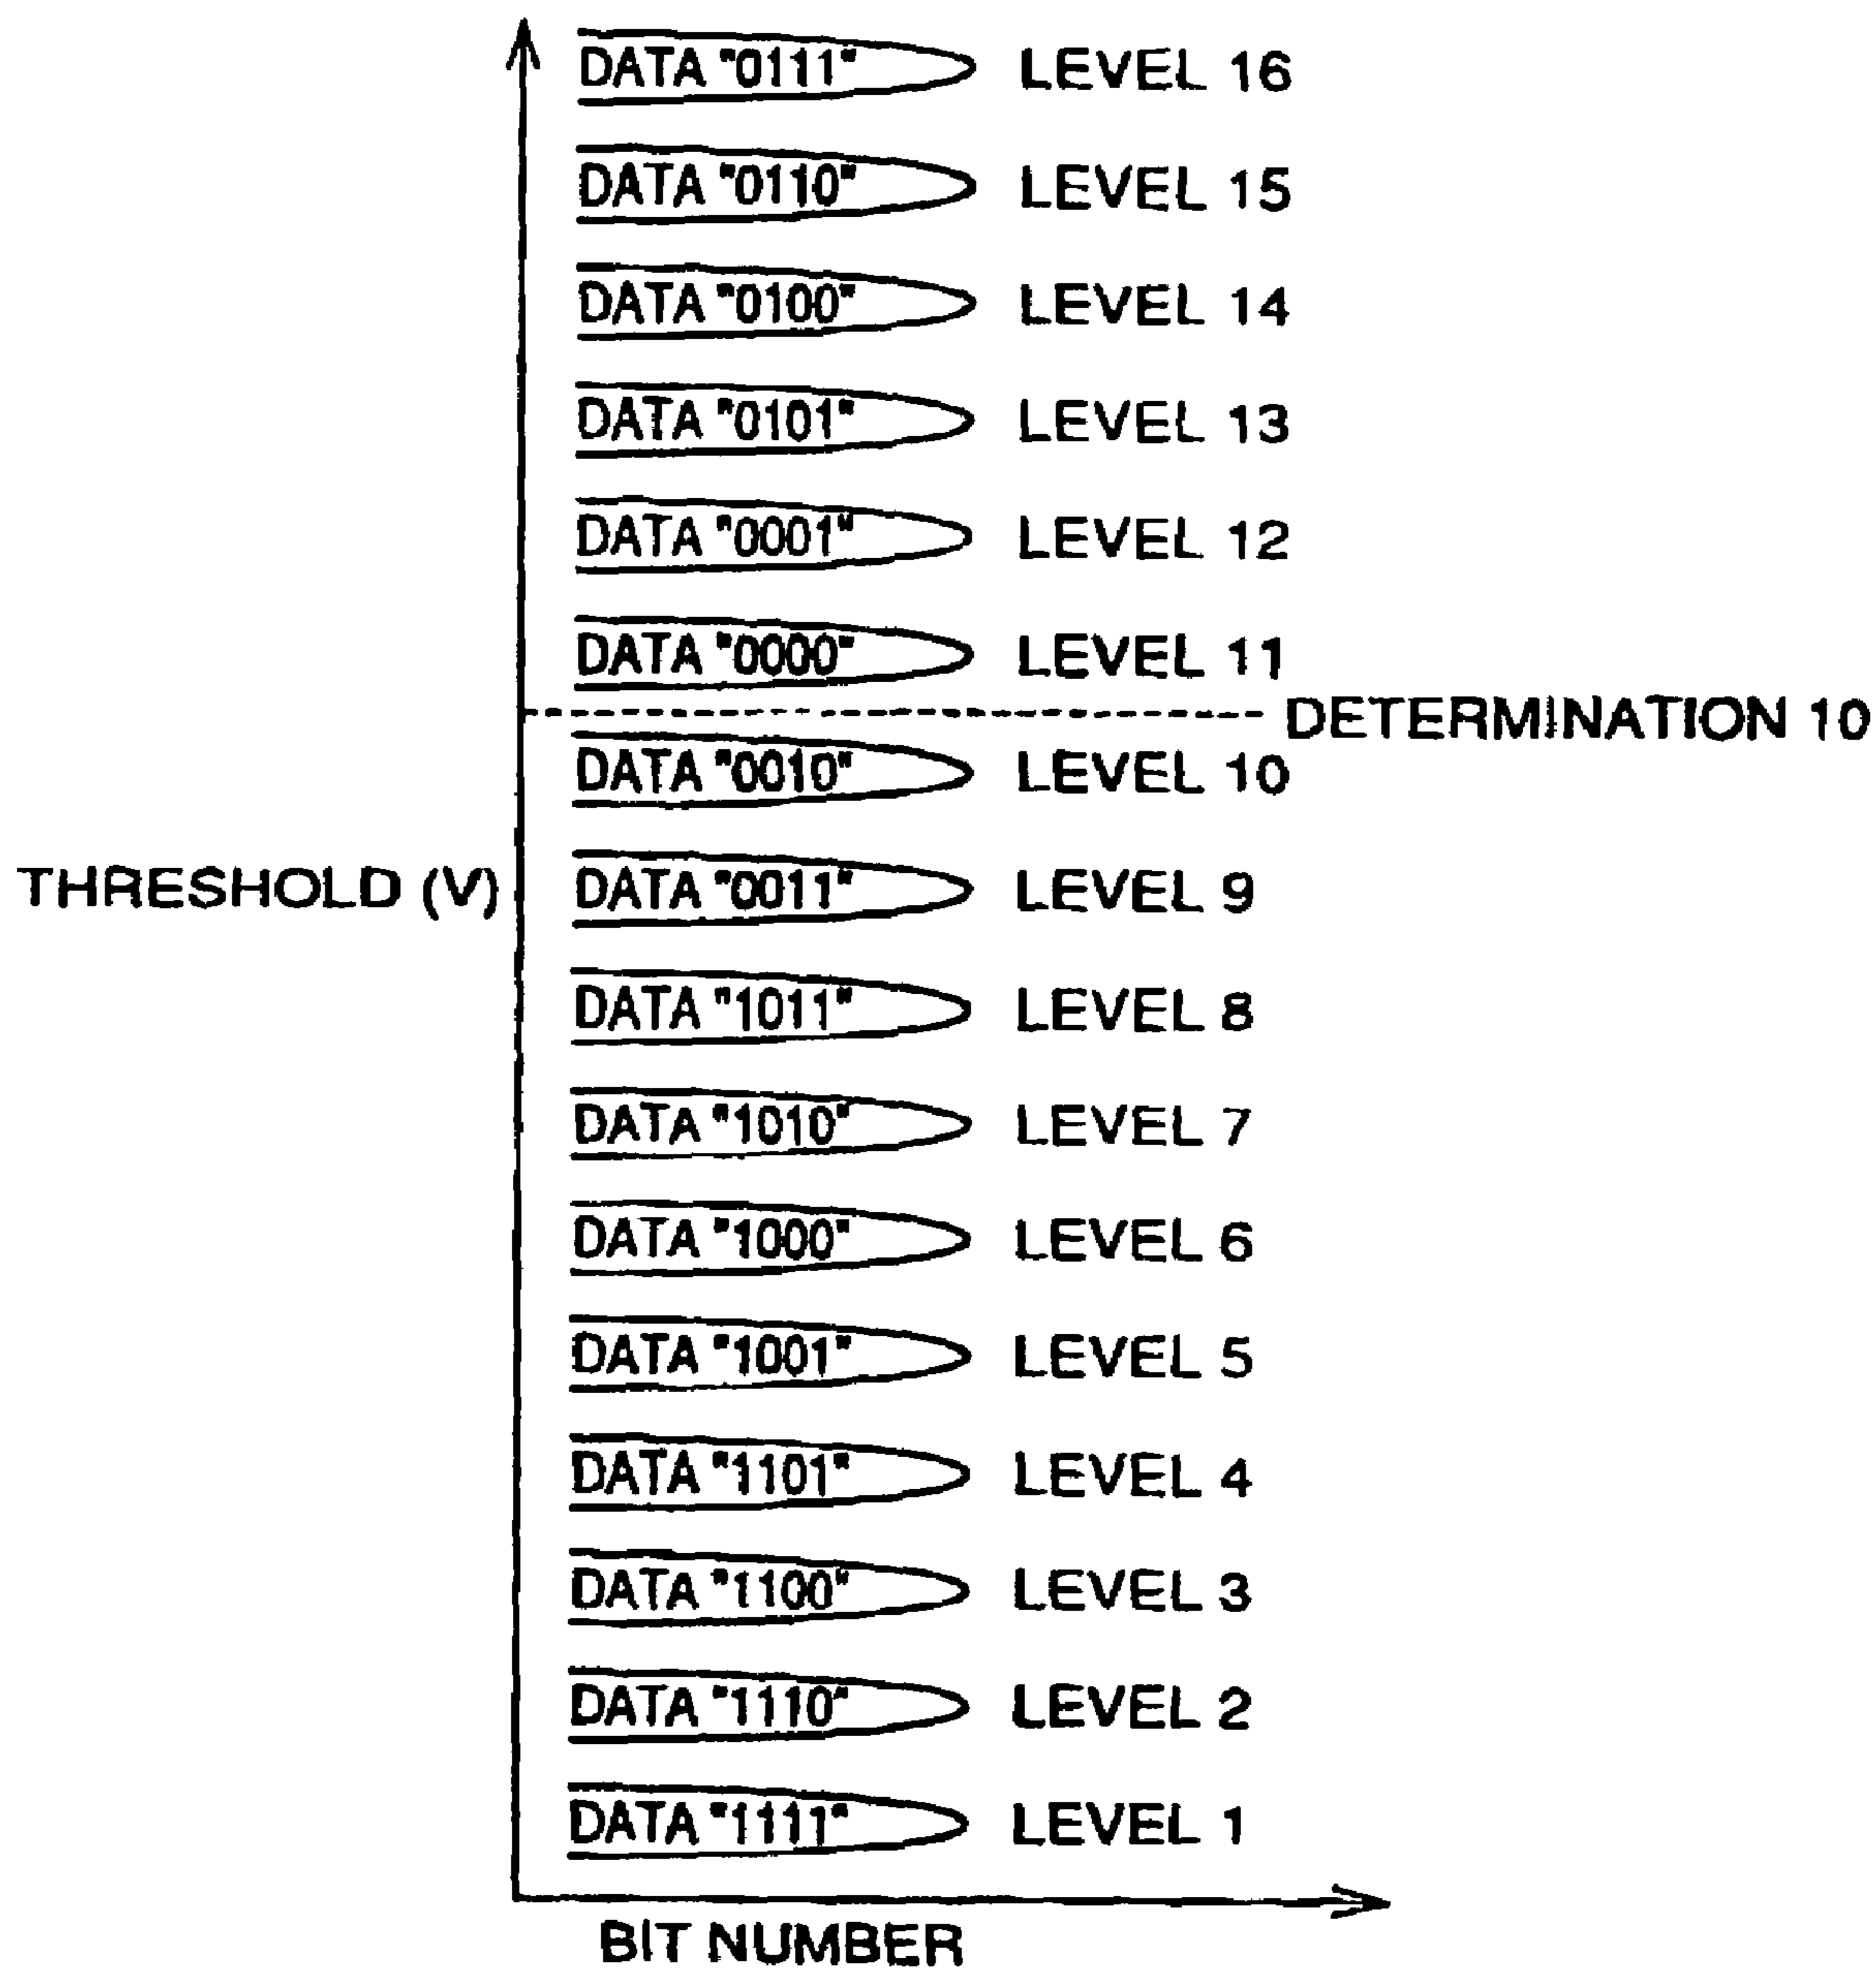 DATA "0111" LEVEL 16
DATA "0110" LEVEL 15
DATA "0100" LEVEL 14
DATA "0101" LEVEL 13
DATA "0001" LEVEL 12
DATA "0000" LEVEL 11
DETERMINATION 10
DATA "0010" LEVEL 10
THRESHOLD (V) DATA "0011" LEVEL 9
DATA "1011" LEVEL 8
DATA "1010" LEVEL 7
DATA "1000" LEVEL 6
DATA "1001" LEVEL 5
DATA "1101" LEVEL 4
DATA "1100" LEVEL 3
DATA "1110" LEVEL 2
DATA "1111" LEVEL 1
BIT NUMBER